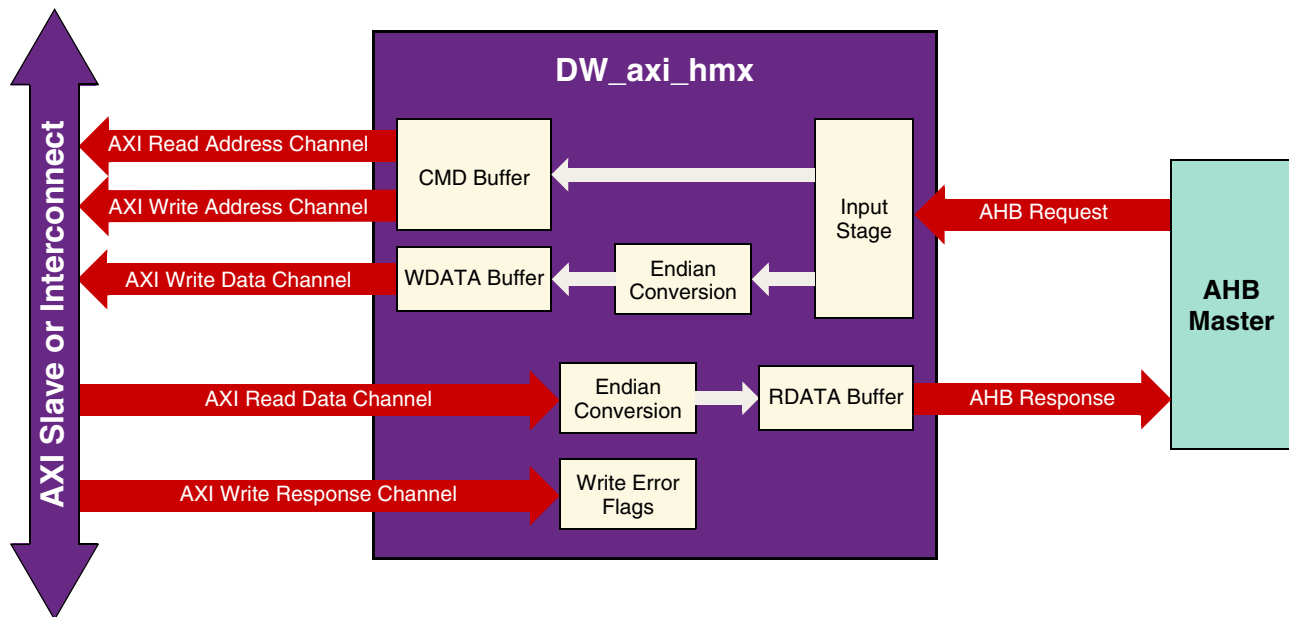 DW_axi_hmx
AXI Slave or Interconnect
AXI Read Address Channel
AXI Write Address Channel
CMD Buffer
Input
Stage
AHB Request
AXI Write Data Channel
WDATA Buffer
Endian
Conversion
AHB
Master
AXI Read Data Channel
Endian
Conversion
RDATA Buffer
AHB Response
AXI Write Response Channel
Write Error
Flags